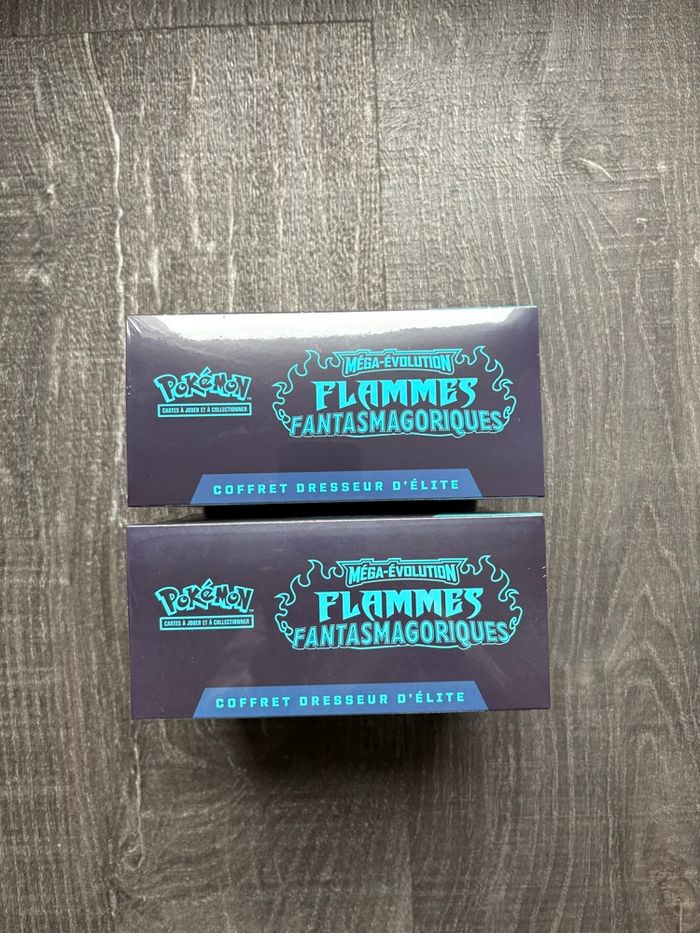 MÉGA-ÉVOLUTION
POKÉMON
FLAMMES
CARTES À JOUER ET À COLLECTIONNER
FANTASMAGORIQUES
COFFRET DRESSEUR D'ÉLITE
MÉGA-ÉVOLUTION
POKÉMON™
FLAMMES
CARTES À JOUER ET À COLLECTIONNER
FANTASMAGORIQUES
COFFRET DRESSEUR D'ÉLITE